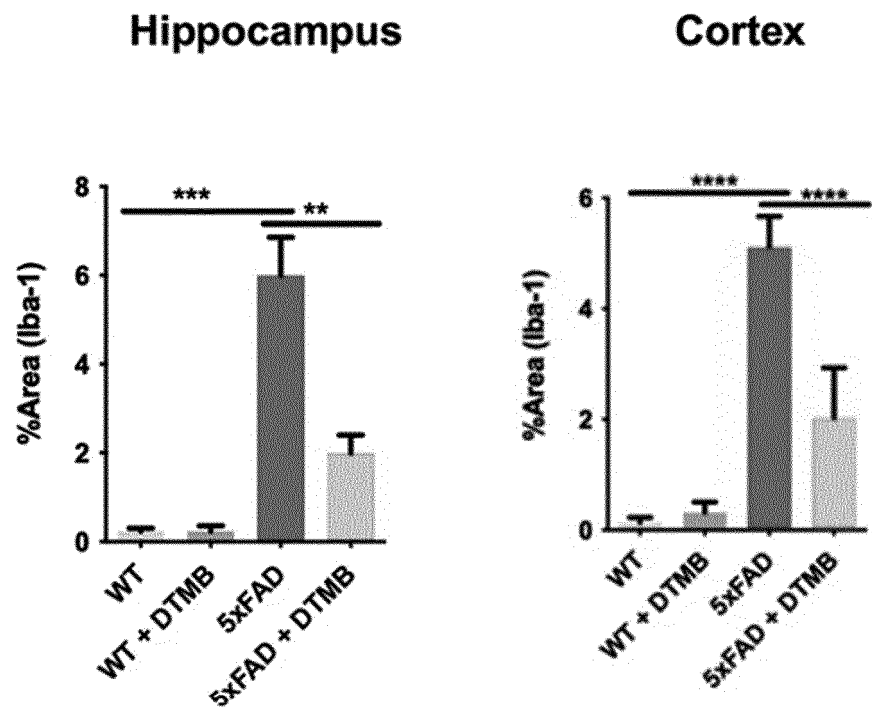 Hippocampus
Cortex
%Area (Iba-1)
8
6
4
2
0
***
**
WT
WT + DTMB
5xFAD
5xFAD + DTMB
%Area (Iba-1)
6
4
2
0
****
****
WT
WT + DTMB
5xFAD
5xFAD + DTMB